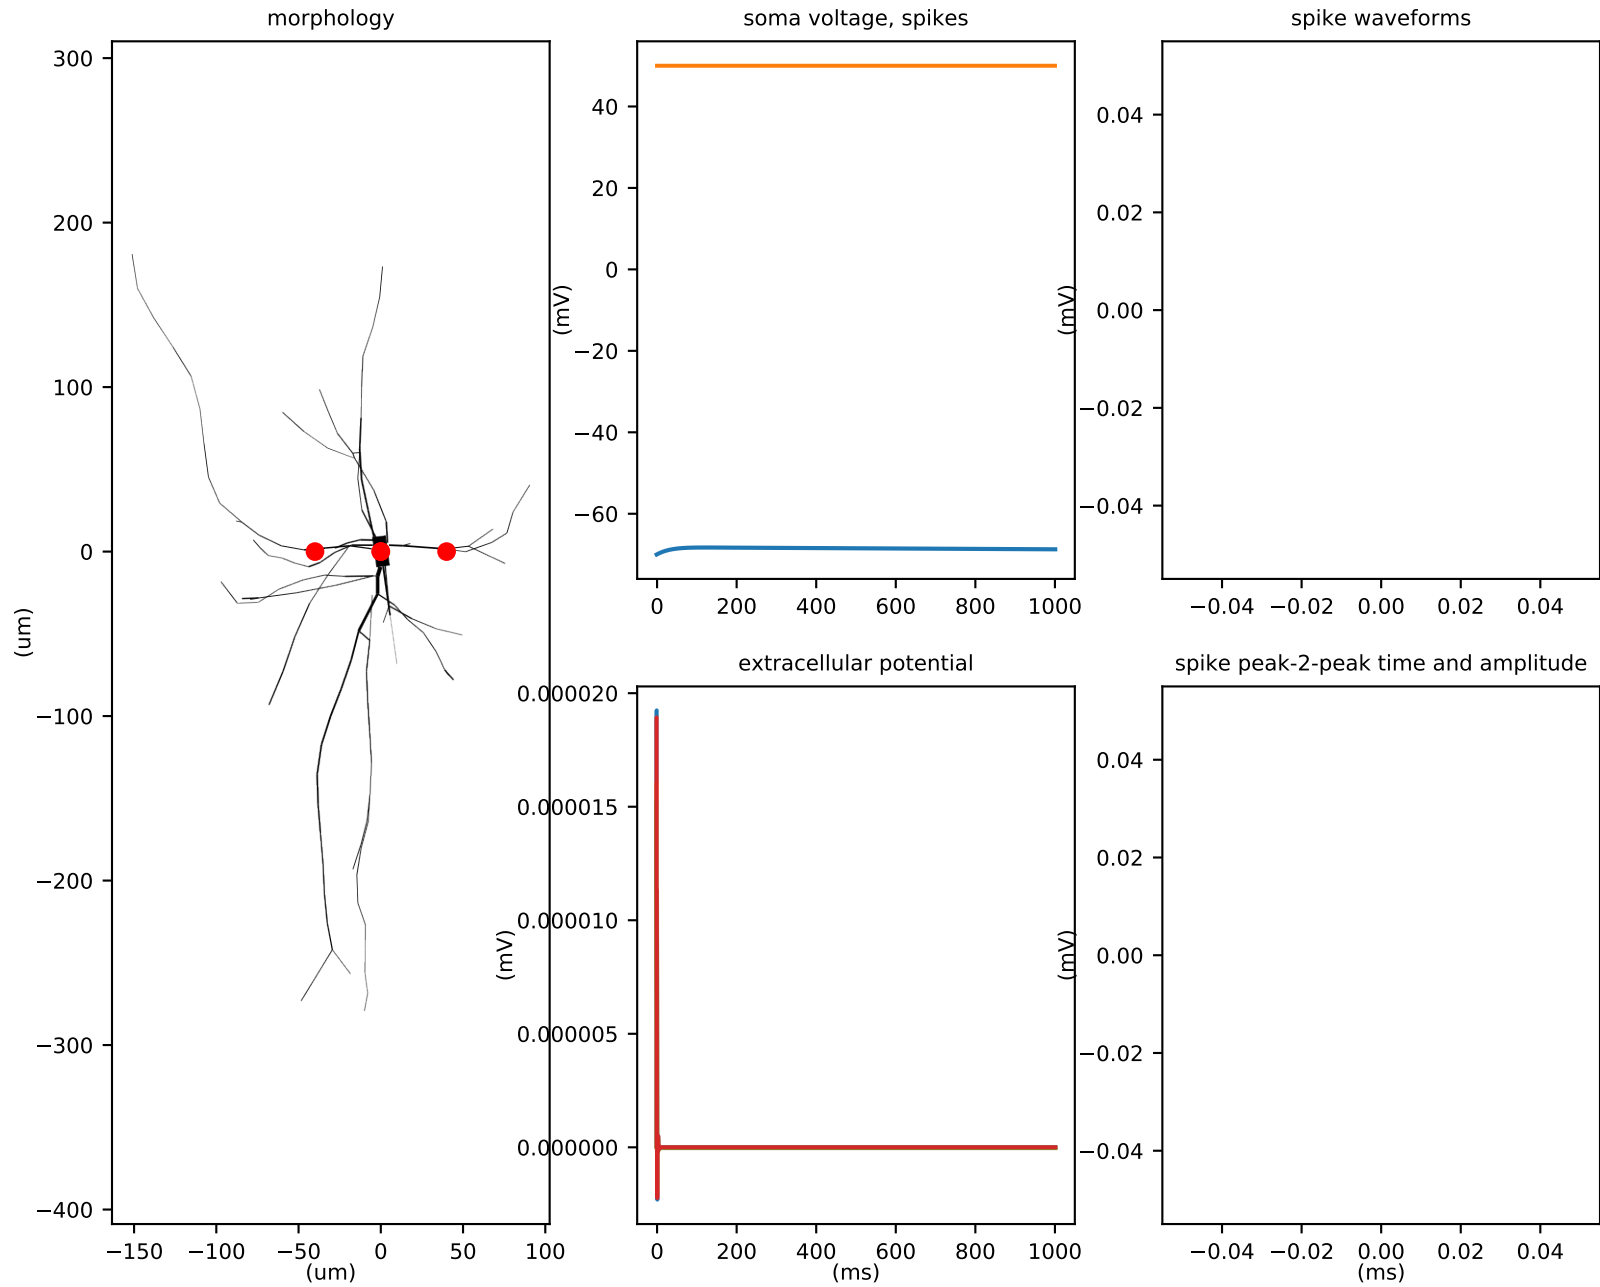 morphology
300
200
100
0
−100
−200
−300
−400
−150 −100 −50 0 50 100
(um)
(um)
soma voltage, spikes
40
20
0
−20
−40
−60
0 200 400 600 800 1000
(mV)
spike waveforms
0.04
0.02
0.00
−0.02
−0.04
−0.04 −0.02 0.00 0.02 0.04
(mV)
extracellular potential
0.000020
0.000015
0.000010
0.000005
0.000000
0 200 400 600 800 1000
(ms)
(mV)
spike peak-2-peak time and amplitude
0.04
0.02
0.00
−0.02
−0.04
−0.04 −0.02 0.00 0.02 0.04
(ms)
(mV)